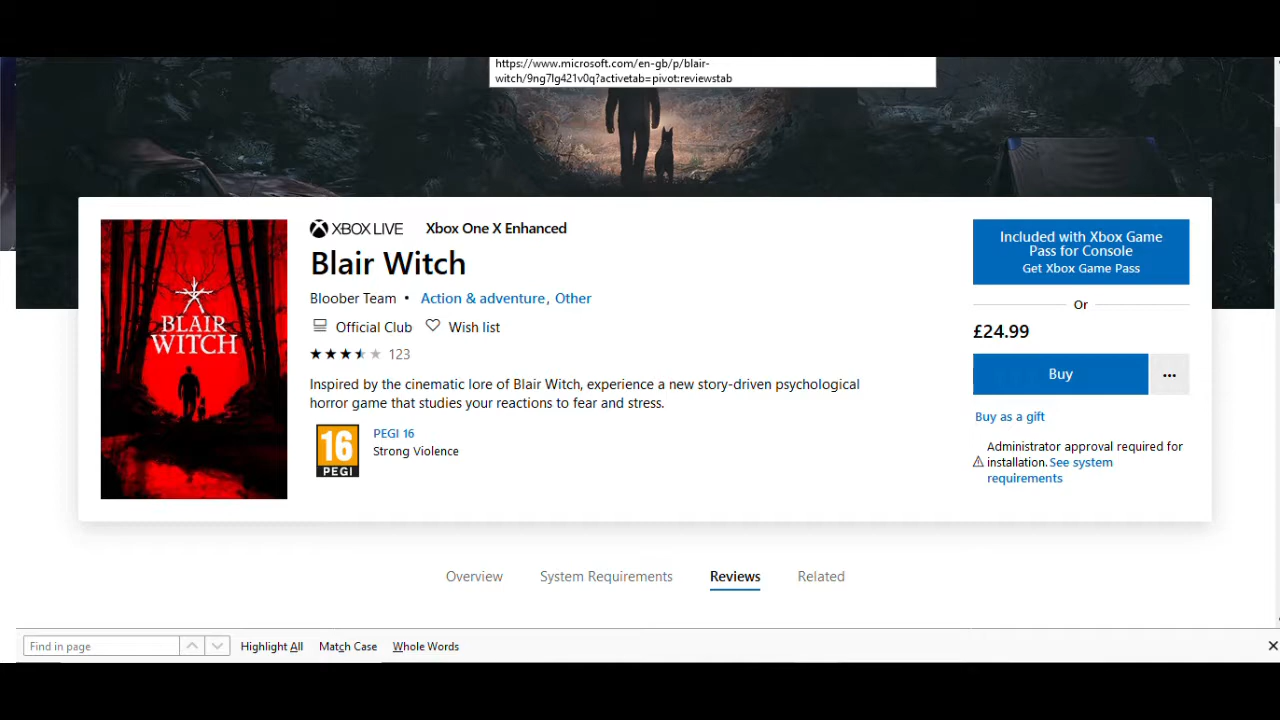 https://www.microsoft.com/en-gb/p/blair-
witch/9ng7lg421v0q?activetab=pivot:reviewstab
XBOX LIVE Xbox One X Enhanced
Blair Witch
Bloober Team • Action & adventure, Other
Official Club Wish list
123
Inspired by the cinematic lore of Blair Witch, experience a new story-driven psychological
horror game that studies your reactions to fear and stress.
16
PEGI
PEGI 16
Strong Violence
BLAIR
WITCH
Included with Xbox Game
Pass for Console
Get Xbox Game Pass
Or
£24.99
Buy ...
Buy as a gift
Administrator approval required for
installation. See system
requirements
Overview System Requirements Reviews Related
Find in page Highlight All Match Case Whole Words